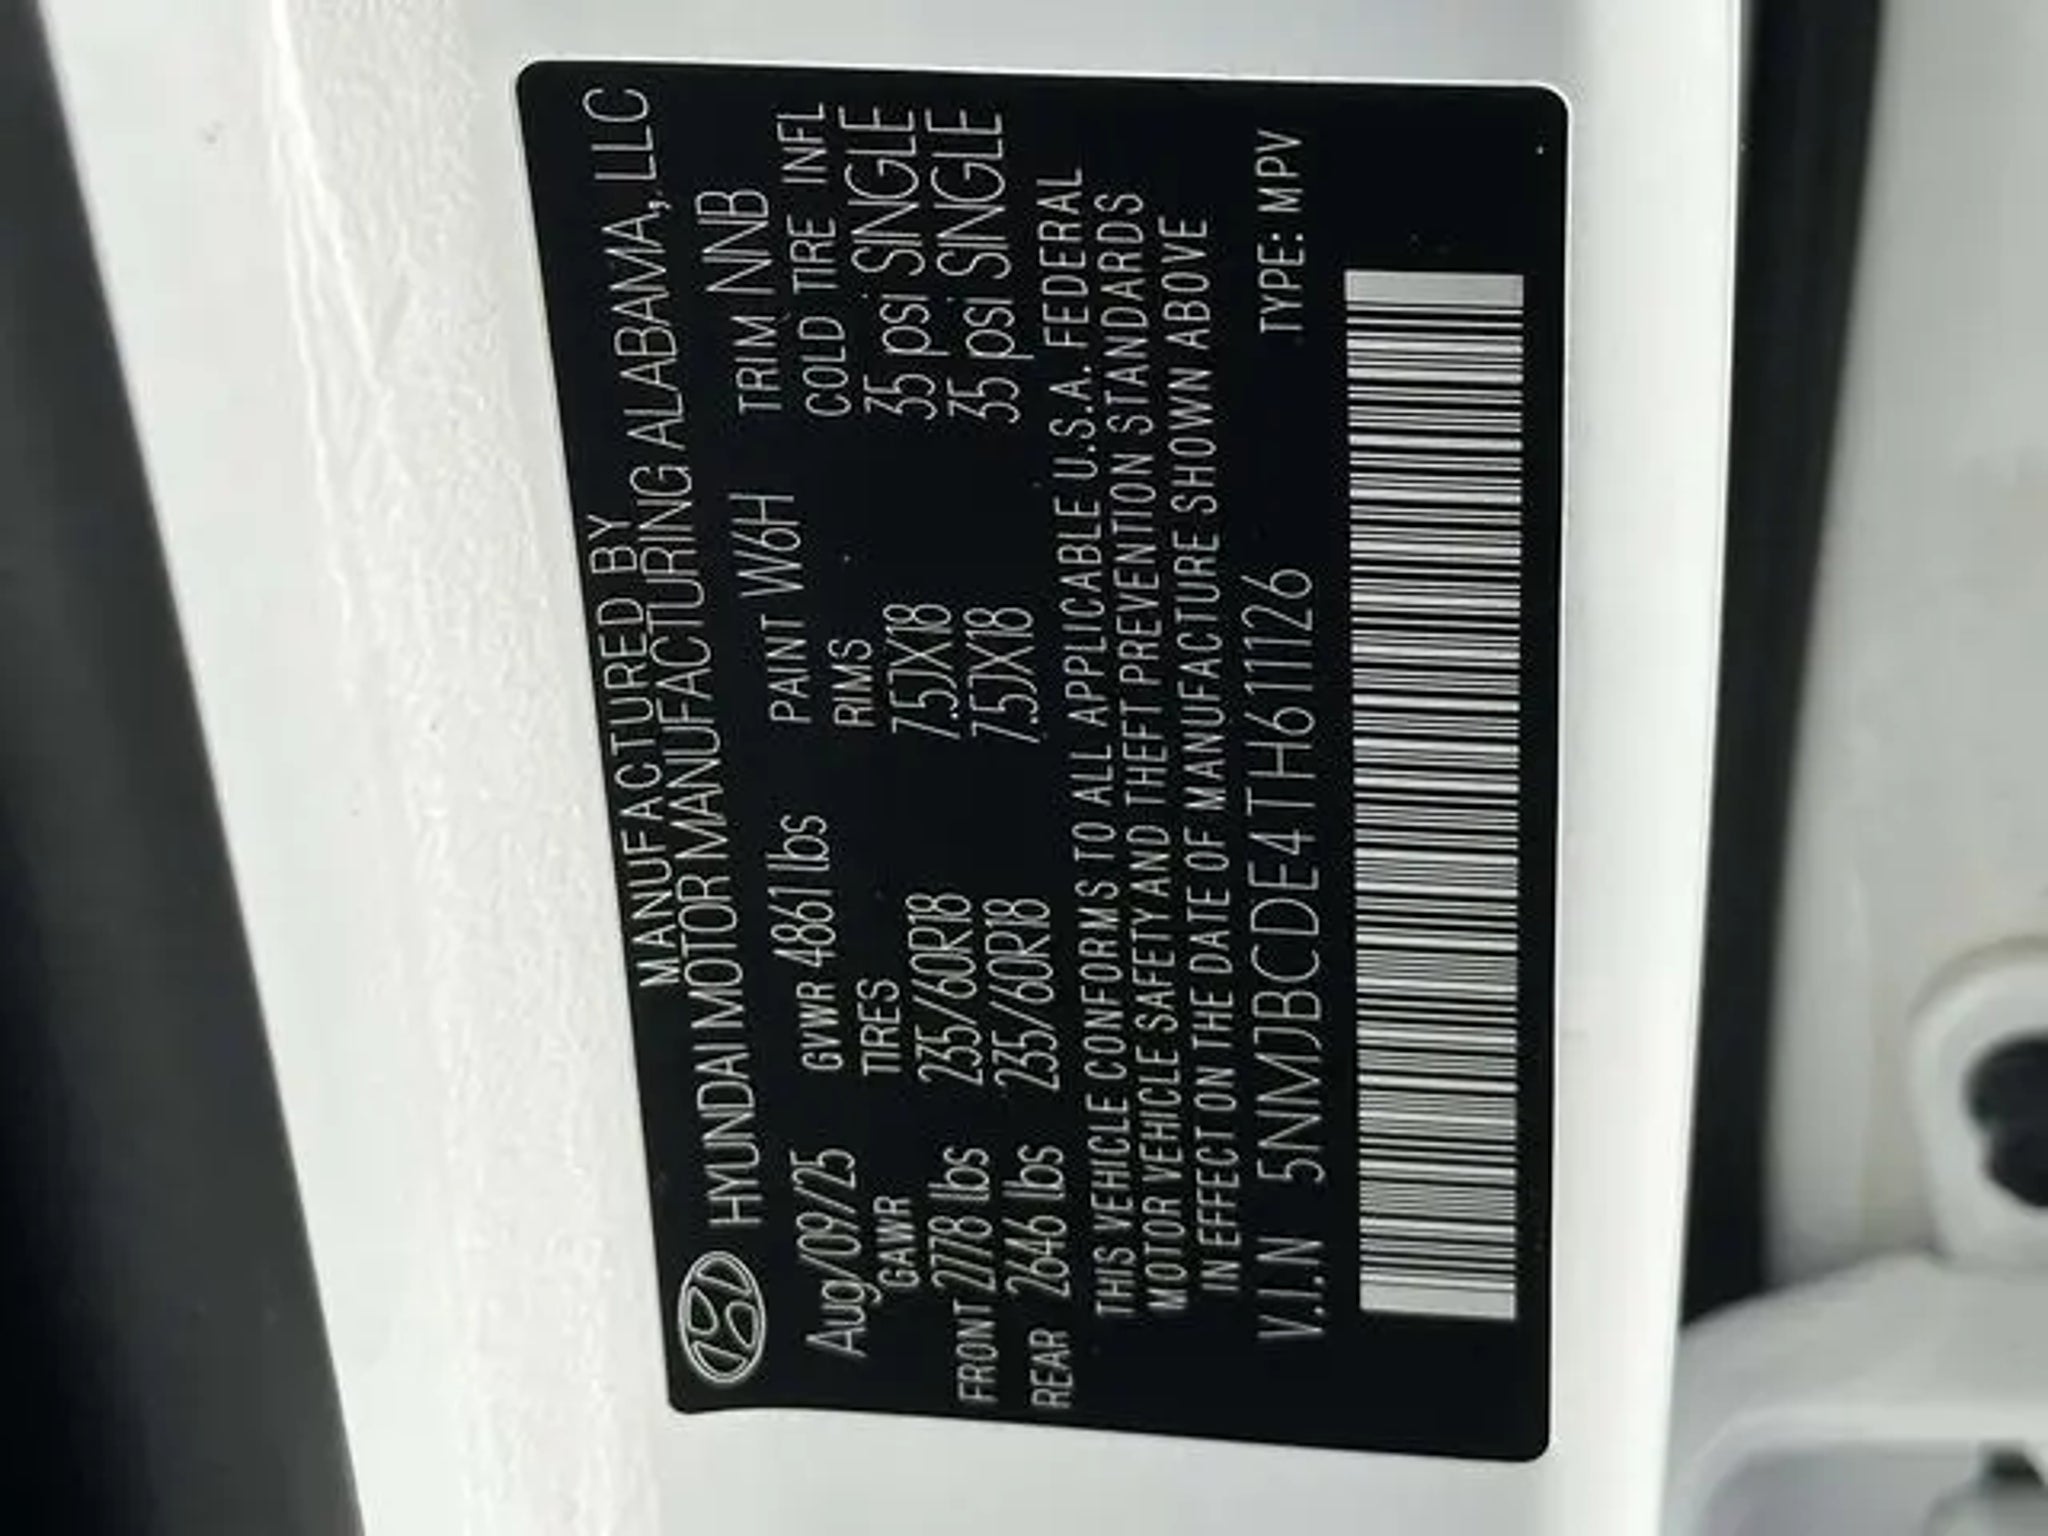 MANUFACTURED BY
HYUNDAI MOTOR MANUFACTURING ALABAMA, LLC
Aug/09/25 GVWR 4861 lbs PAINT W6H TRIM NNB
GAWR TIRES RIMS COLD TIRE INFL
FRONT 2778 lbs 235/60R18 7.5JX18 35 psi SINGLE
REAR 2646 lbs 235/60R18 7.5JX18 35 psi SINGLE
THIS VEHICLE CONFORMS TO ALL APPLICABLE U.S.A. FEDERAL
MOTOR VEHICLE SAFETY AND THEFT PREVENTION STANDARDS
IN EFFECT ON THE DATE OF MANUFACTURE SHOWN ABOVE
V.I.N 5NMJBCDE4TH611126 TYPE: MPV